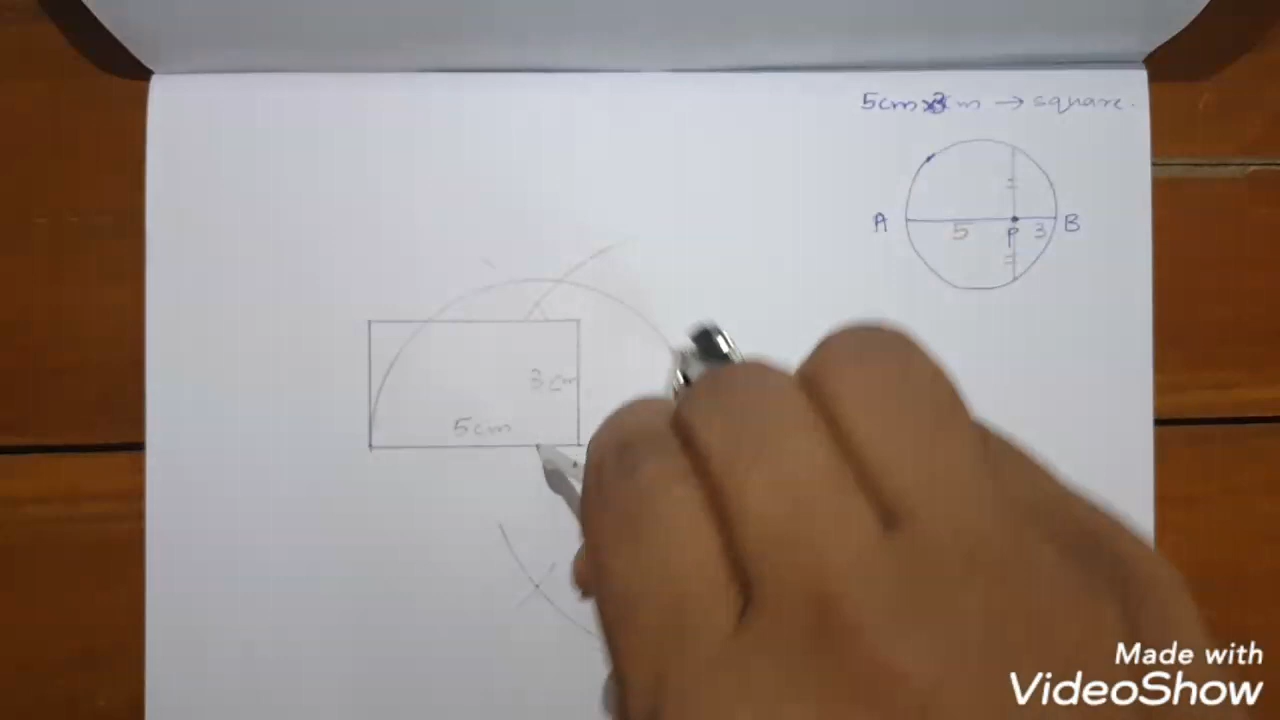 5cm x 3cm → square.
A
5
P
3
B
3cm
5cm
Made with
VideoShow